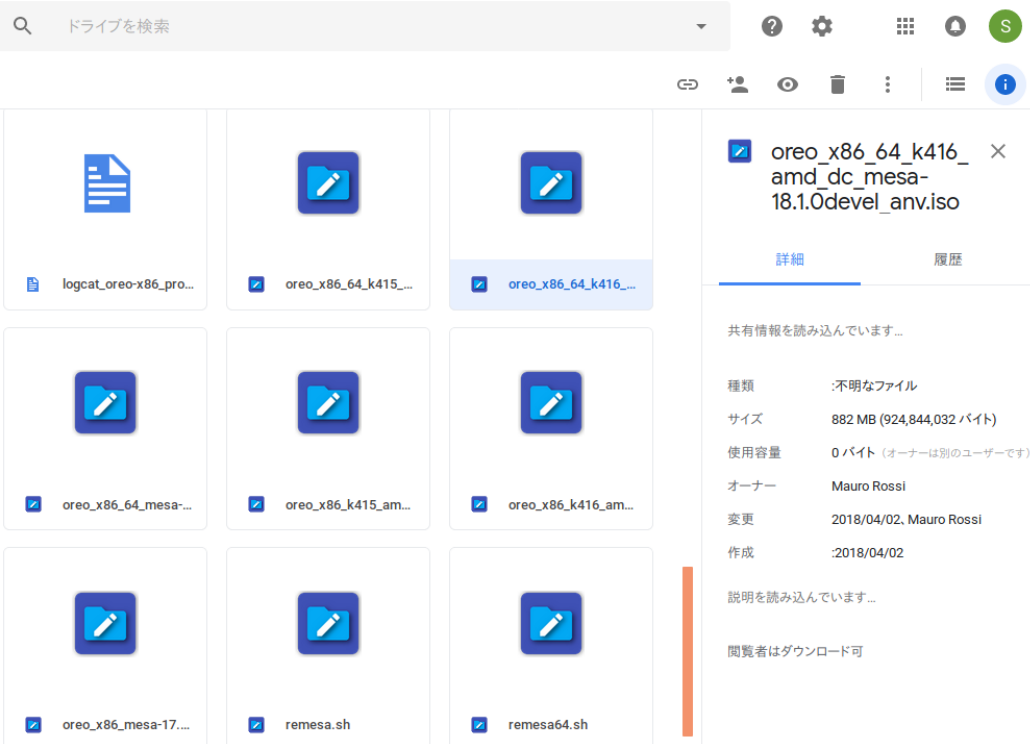 ドライブを検索
S
logcat_oreo-x86_pro...
oreo_x86_64_k415_...
oreo_x86_64_k416_...
oreo_x86_64_mesa-...
oreo_x86_k415_am...
oreo_x86_k416_am...
oreo_x86_mesa-17....
remesa.sh
remesa64.sh
oreo_x86_64_k416_
amd_dc_mesa-
18.1.0devel_anv.iso
詳細 履歴
共有情報を読み込んでいます...
種類 :不明なファイル
サイズ 882 MB (924,844,032 バイト)
使用容量 0 バイト (オーナーは別のユーザーです)
オーナー Mauro Rossi
変更 2018/04/02、Mauro Rossi
作成 :2018/04/02
説明を読み込んでいます...
閲覧者はダウンロード可